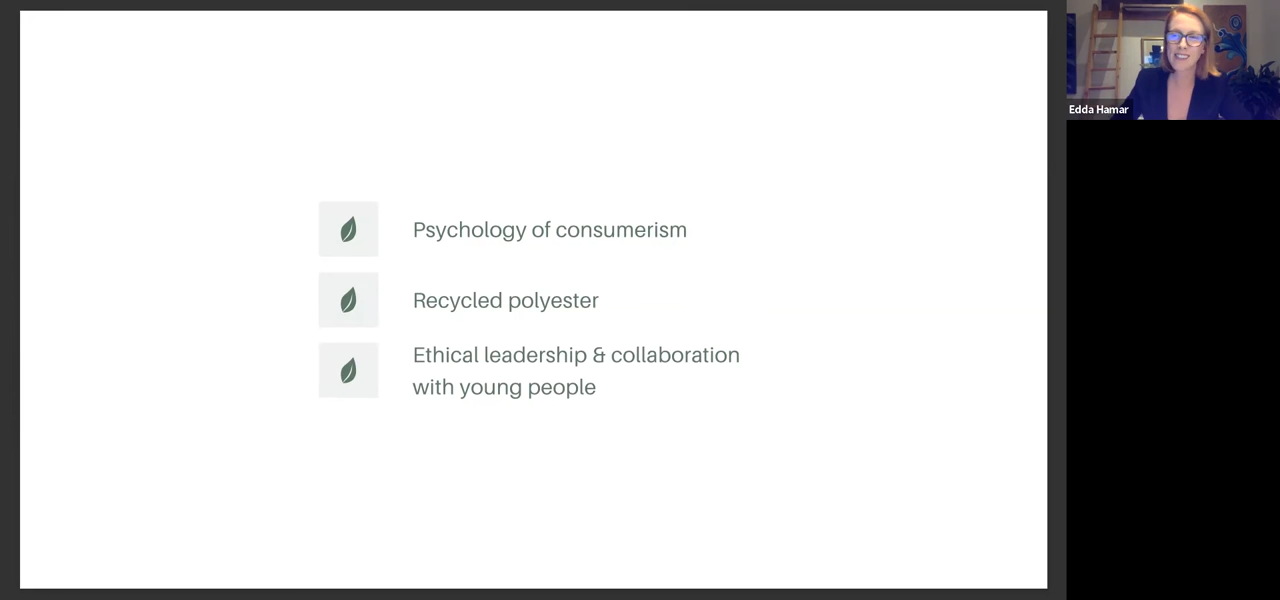 Psychology of consumerism
Recycled polyester
Ethical leadership & collaboration
with young people
Edda Hamar